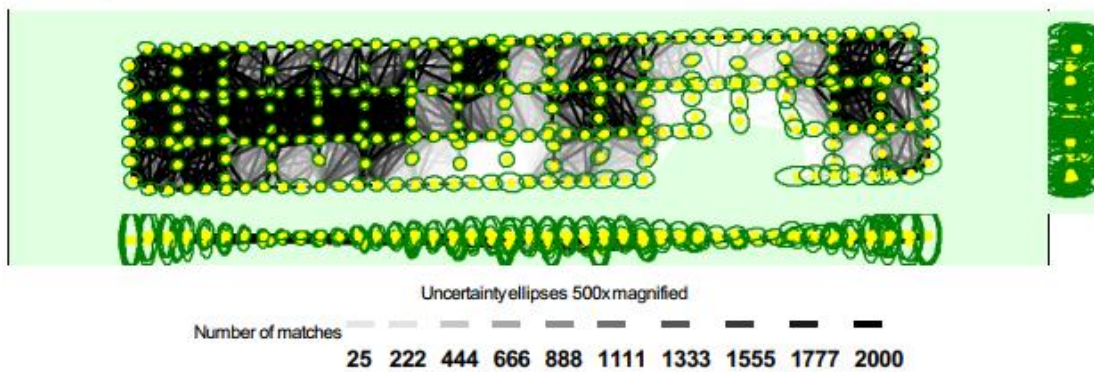 Uncertainty ellipses 500x magnified
Number of matches
25 222 444 666 888 1111 1333 1555 1777 2000